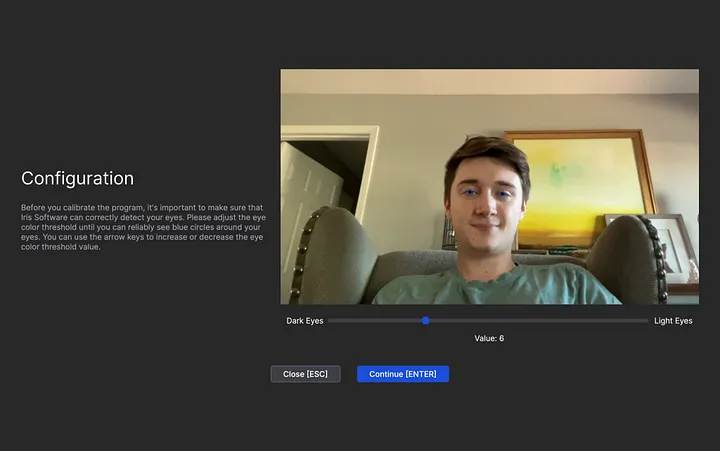 Configuration
Before you calibrate the program, it's important to make sure that
Iris Software can correctly detect your eyes. Please adjust the eye
color threshold until you can reliably see blue circles around your
eyes. You can use the arrow keys to increase or decrease the eye
color threshold value.
Dark Eyes
Light Eyes
Value: 6
Close [ESC]
Continue [ENTER]